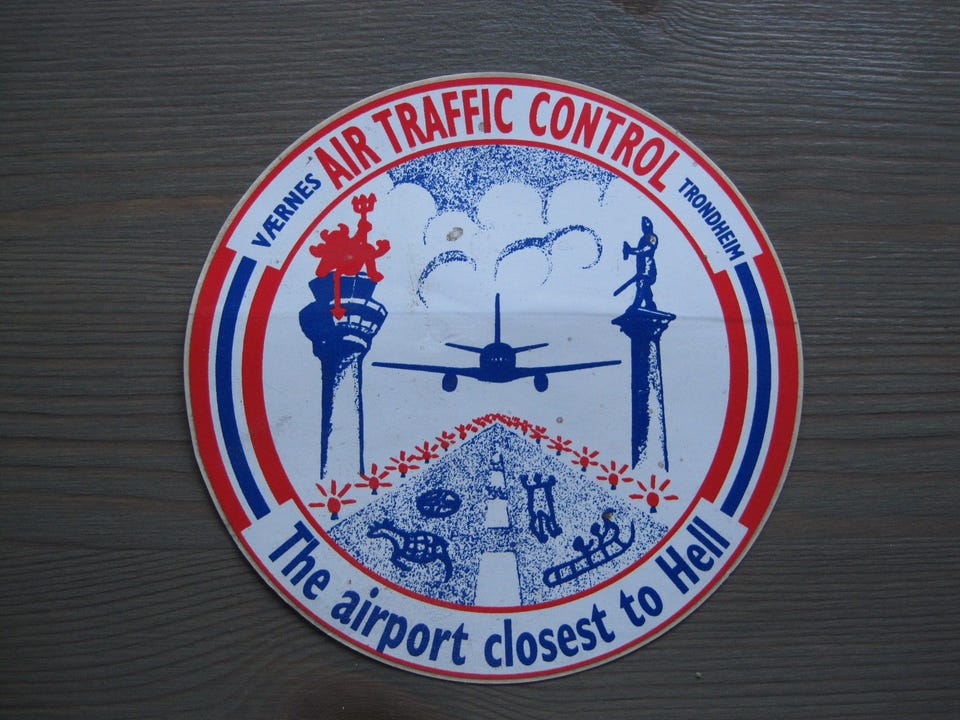 VÆRNES AIR TRAFFIC CONTROL TRONDHEIM
The airport closest to Hell